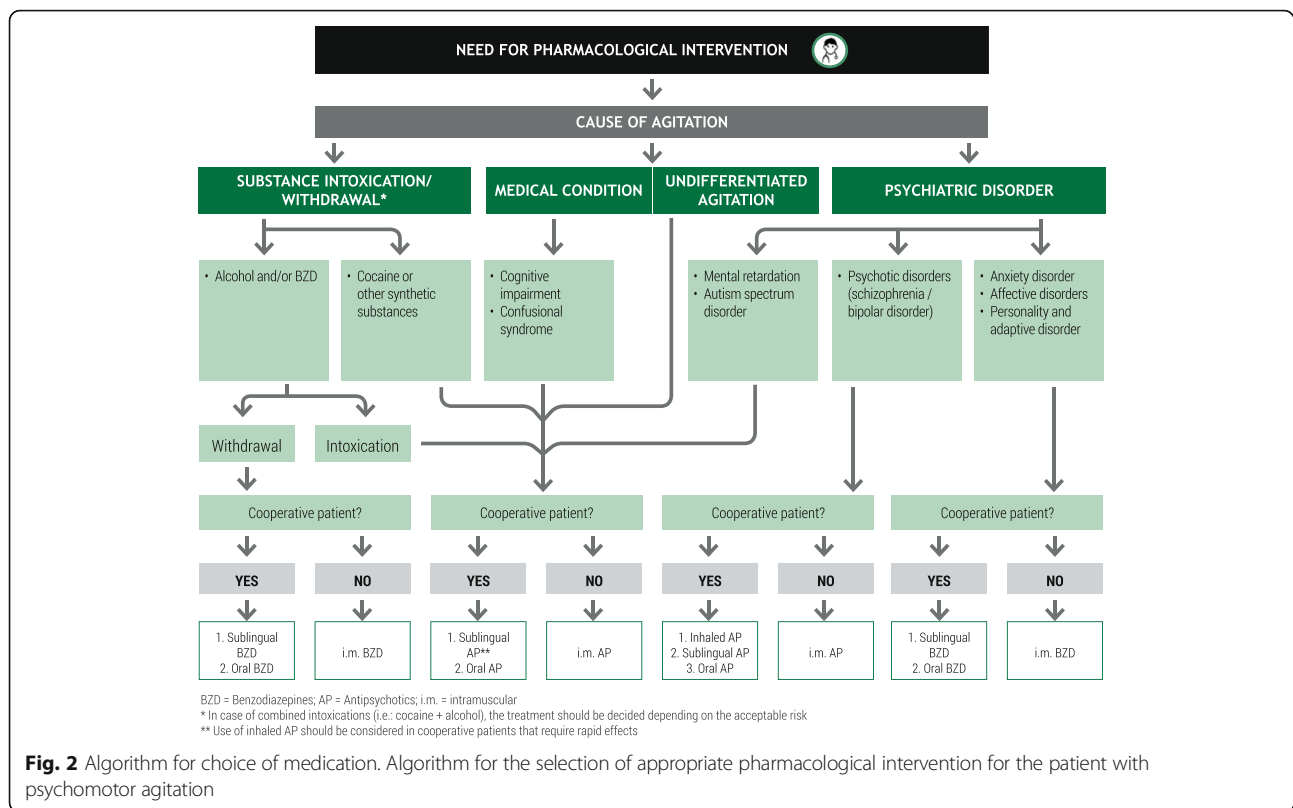 NEED FOR PHARMACOLOGICAL INTERVENTION
CAUSE OF AGITATION
SUBSTANCE INTOXICATION/
WITHDRAWAL*
MEDICAL CONDITION
UNDIFFERENTIATED
AGITATION
PSYCHIATRIC DISORDER
• Alcohol and/or BZD
• Cocaine or
other synthetic
substances
• Cognitive
impairment
• Confusional
syndrome
• Mental retardation
• Autism spectrum
disorder
• Psychotic disorders
(schizophrenia /
bipolar disorder)
• Anxiety disorder
• Affective disorders
• Personality and
adaptive disorder
Withdrawal
Intoxication
Cooperative patient?
Cooperative patient?
Cooperative patient?
Cooperative patient?
YES
NO
YES
NO
YES
NO
YES
NO
1. Sublingual
BZD
2. Oral BZD
i.m. BZD
1. Sublingual
AP**
2. Oral AP
i.m. AP
1. Inhaled AP
2. Sublingual AP
3. Oral AP
i.m. AP
1. Sublingual
BZD
2. Oral BZD
i.m. BZD
BZD = Benzodiazepines; AP = Antipsychotics; i.m. = intramuscular
* In case of combined intoxications (i.e.: cocaine + alcohol), the treatment should be decided depending on the acceptable risk
** Use of inhaled AP should be considered in cooperative patients that require rapid effects
Fig. 2 Algorithm for choice of medication. Algorithm for the selection of appropriate pharmacological intervention for the patient with
psychomotor agitation